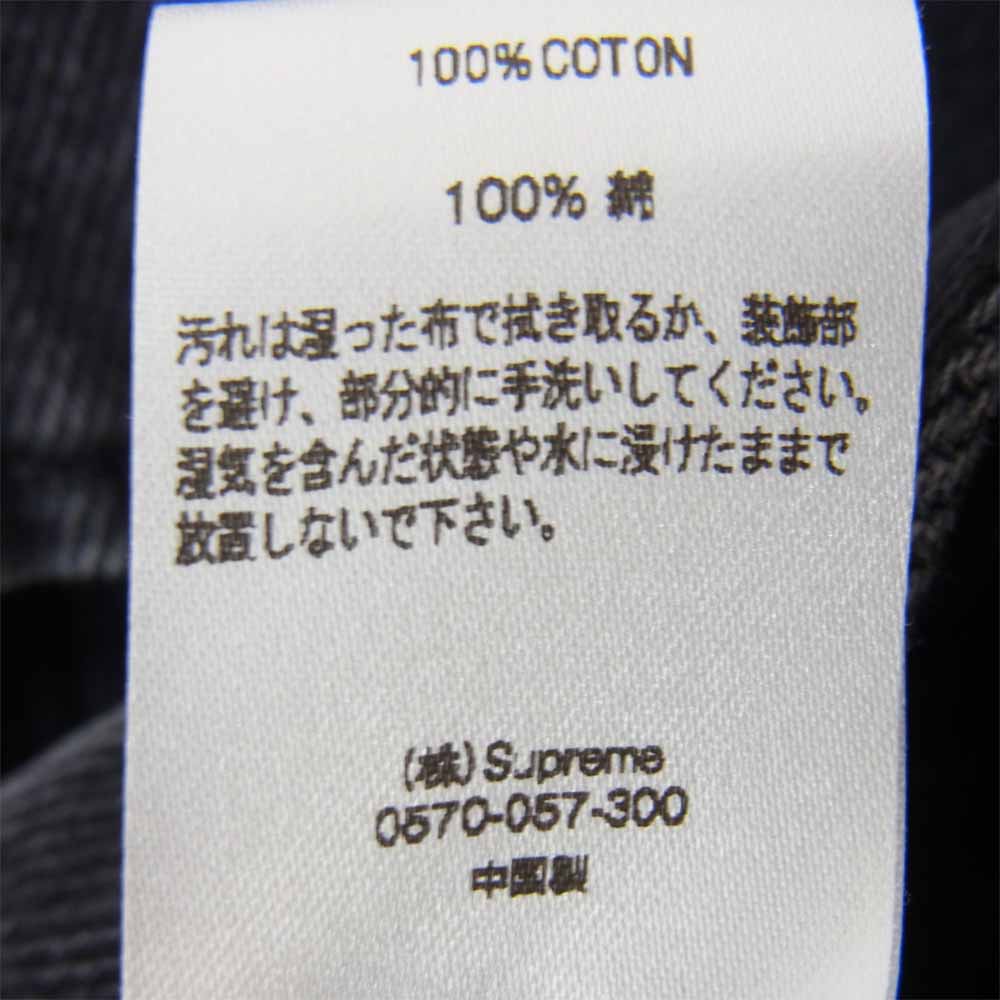 100% COTON
100% 綿
汚れは湿った布で拭き取るか、装飾部
を避け、部分的に手洗いしてください。
湿気を含んだ状態や水に浸けたままで
放置しないで下さい。
(株) Supreme
0570-057-300
中国製